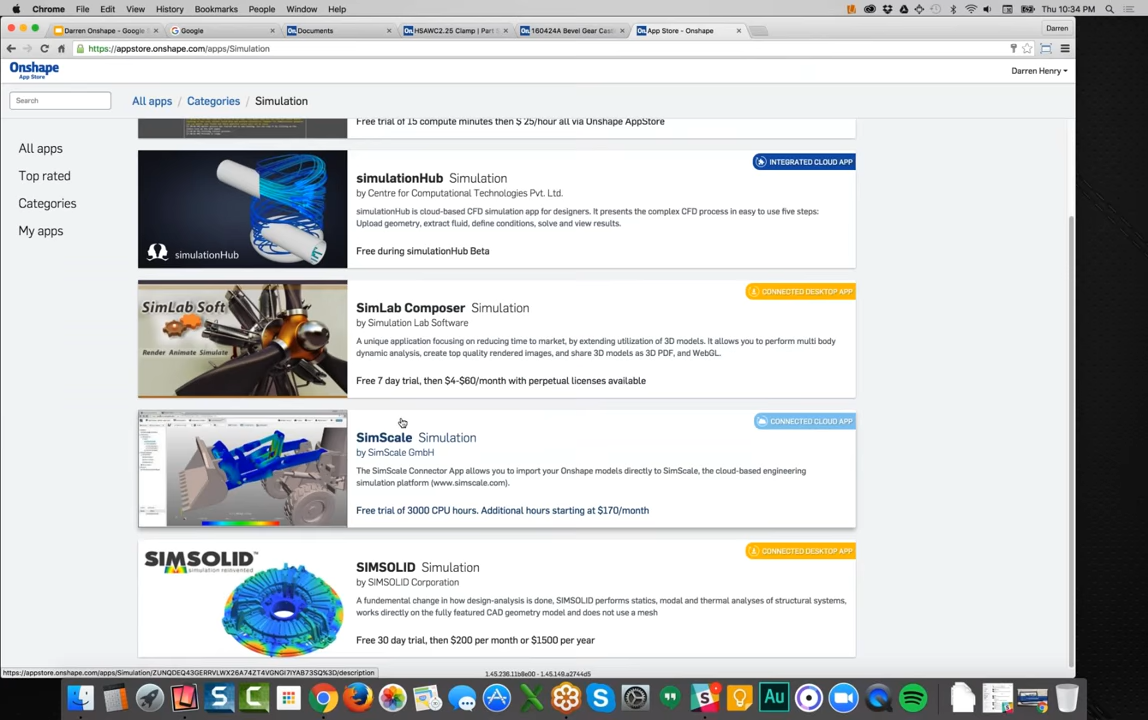 Chrome File Edit View History Bookmarks People Window Help Thu 10:34 PM
Darren Onshape - Google Google Documents HSAWC2.25 Clamp | Part 160424A Bevel Gear Cas App Store - Onshape Darren
https://appstore.onshape.com/apps/Simulation
Onshape
App Store
Darren Henry
Search
All apps / Categories / Simulation
Free trial of 15 compute minutes then $ 25/hour all via Onshape AppStore
All apps
Top rated
Categories
My apps
INTEGRATED CLOUD APP
simulationHub Simulation
by Centre for Computational Technologies Pvt. Ltd.
simulationHub is cloud-based CFD simulation app for designers. It presents the complex CFD process in easy to use five steps:
Upload geometry, extract fluid, define conditions, solve and view results.
Free during simulationHub Beta
simulationHub
CONNECTED DESKTOP APP
SimLab Soft
Render Animate Simulate
SimLab Composer Simulation
by Simulation Lab Software
A unique application focusing on reducing time to market, by extending utilization of 3D models. It allows you to perform multi body
dynamic analysis, create top quality rendered images, and share 3D models as 3D PDF, and WebGL.
Free 7 day trial, then $4-$60/month with perpetual licenses available
CONNECTED CLOUD APP
SimScale Simulation
by SimScale GmbH
The SimScale Connector App allows you to import your Onshape models directly to SimScale, the cloud-based engineering
simulation platform (www.simscale.com).
Free trial of 3000 CPU hours. Additional hours starting at $170/month
CONNECTED DESKTOP APP
SIMSOLID™
simulation reinvented
SIMSOLID Simulation
by SIMSOLID Corporation
A fundamental change in how design-analysis is done, SIMSOLID performs statics, modal and thermal analyses of structural systems,
works directly on the fully featured CAD geometry model and does not use a mesh
Free 30 day trial, then $200 per month or $1500 per year